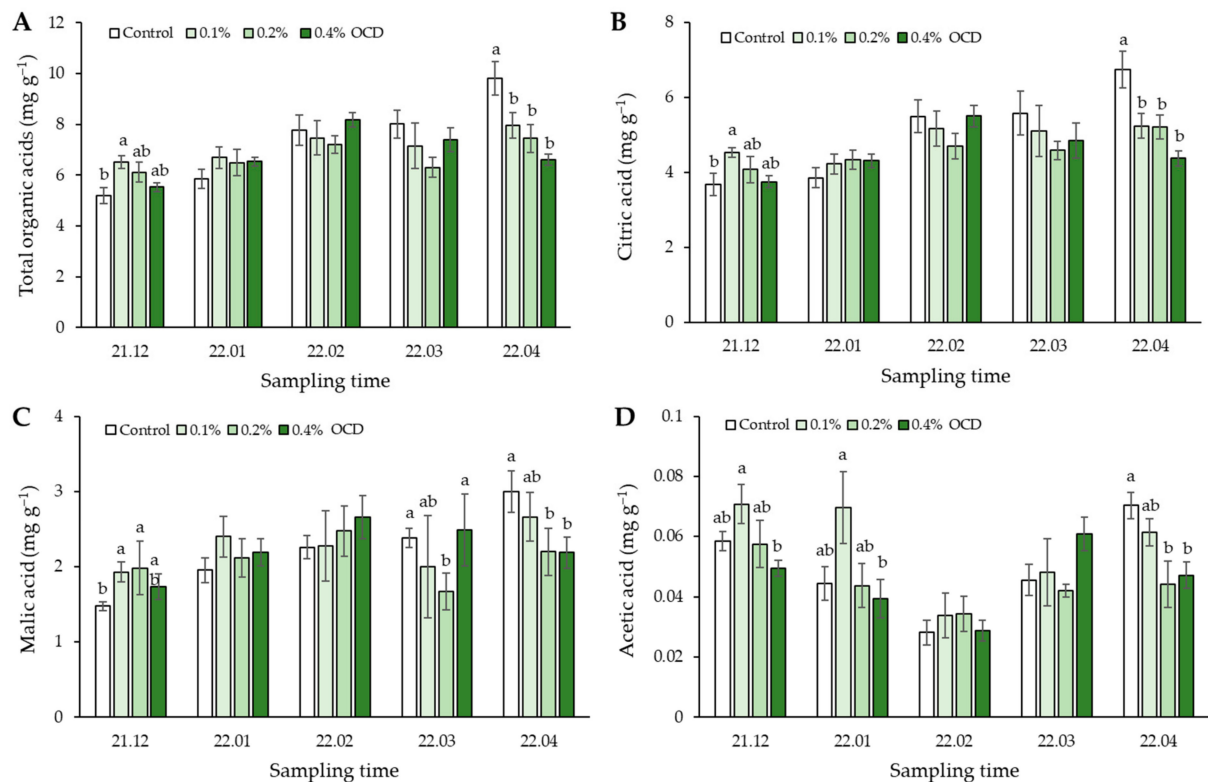 A
Total organic acids (mg g⁻¹)
12
10
8
6
4
2
0
Control 0.1% 0.2% 0.4% OCD
b a ab ab
a b b b
21.12 22.01 22.02 22.03 22.04
Sampling time
B
Citric acid (mg g⁻¹)
8
6
4
2
0
Control 0.1% 0.2% 0.4% OCD
b a ab ab
a b b b
21.12 22.01 22.02 22.03 22.04
Sampling time
C
Malic acid (mg g⁻¹)
4
3
2
1
0
Control 0.1% 0.2% 0.4% OCD
b a a a b
a ab b a
a ab b b
21.12 22.01 22.02 22.03 22.04
Sampling time
D
Acetic acid (mg g⁻¹)
0.1
0.08
0.06
0.04
0.02
0
Control 0.1% 0.2% 0.4% OCD
ab a ab b
ab a ab b
a ab b b
21.12 22.01 22.02 22.03 22.04
Sampling time